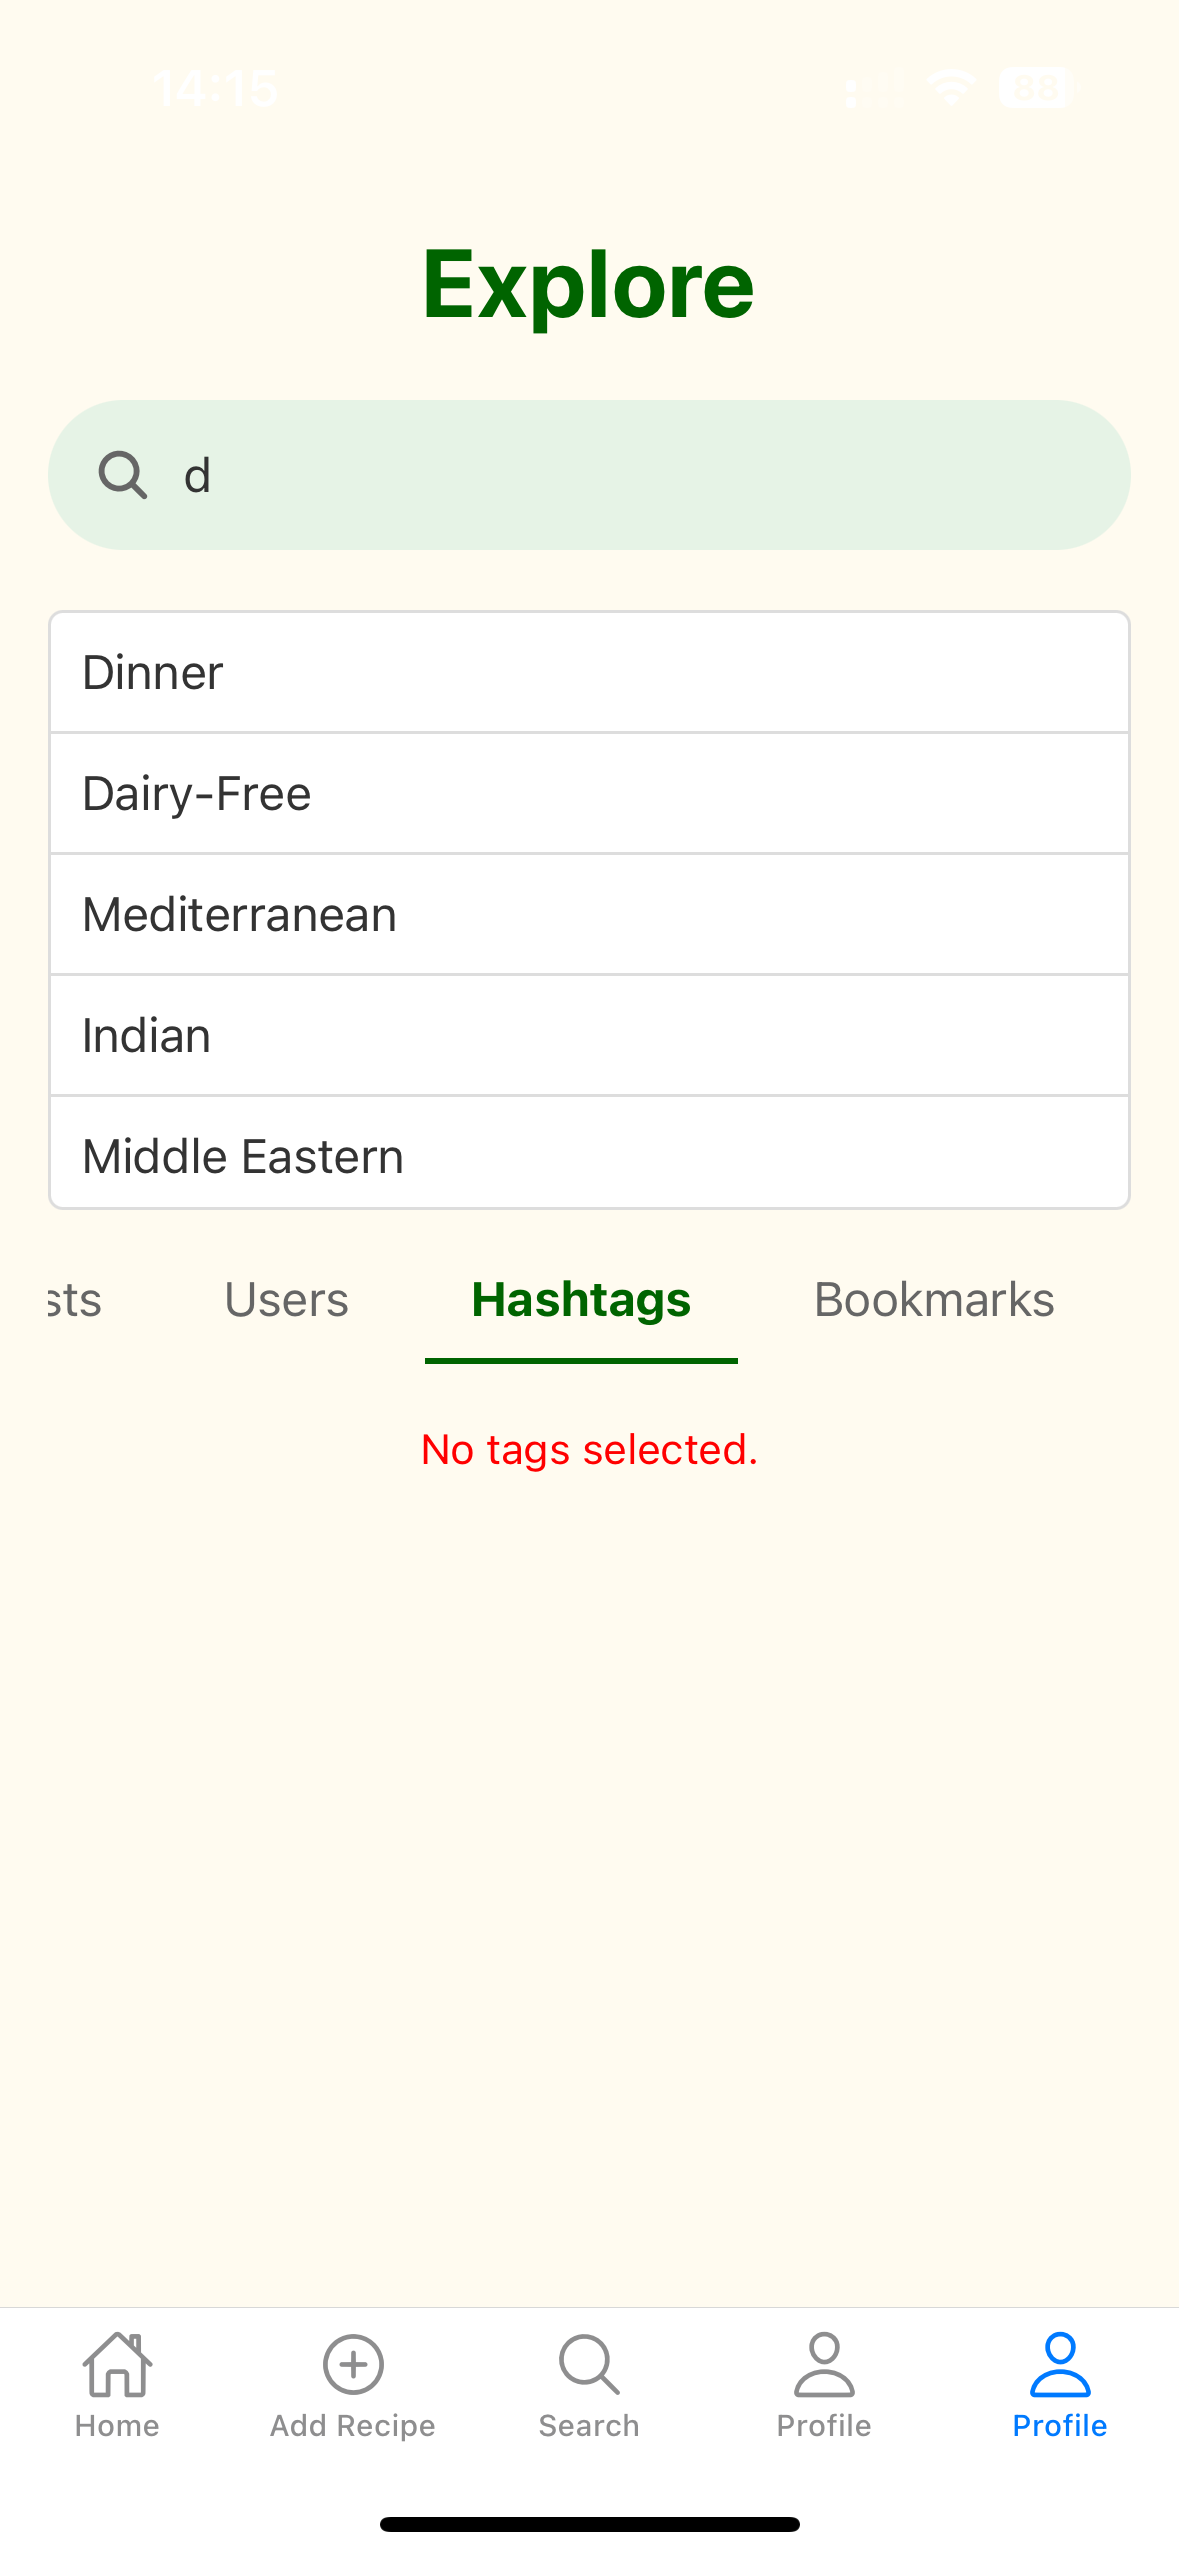 14:15 88
Explore
d
Dinner
Dairy-Free
Mediterranean
Indian
Middle Eastern
sts Users Hashtags Bookmarks
No tags selected.
Home Add Recipe Search Profile Profile